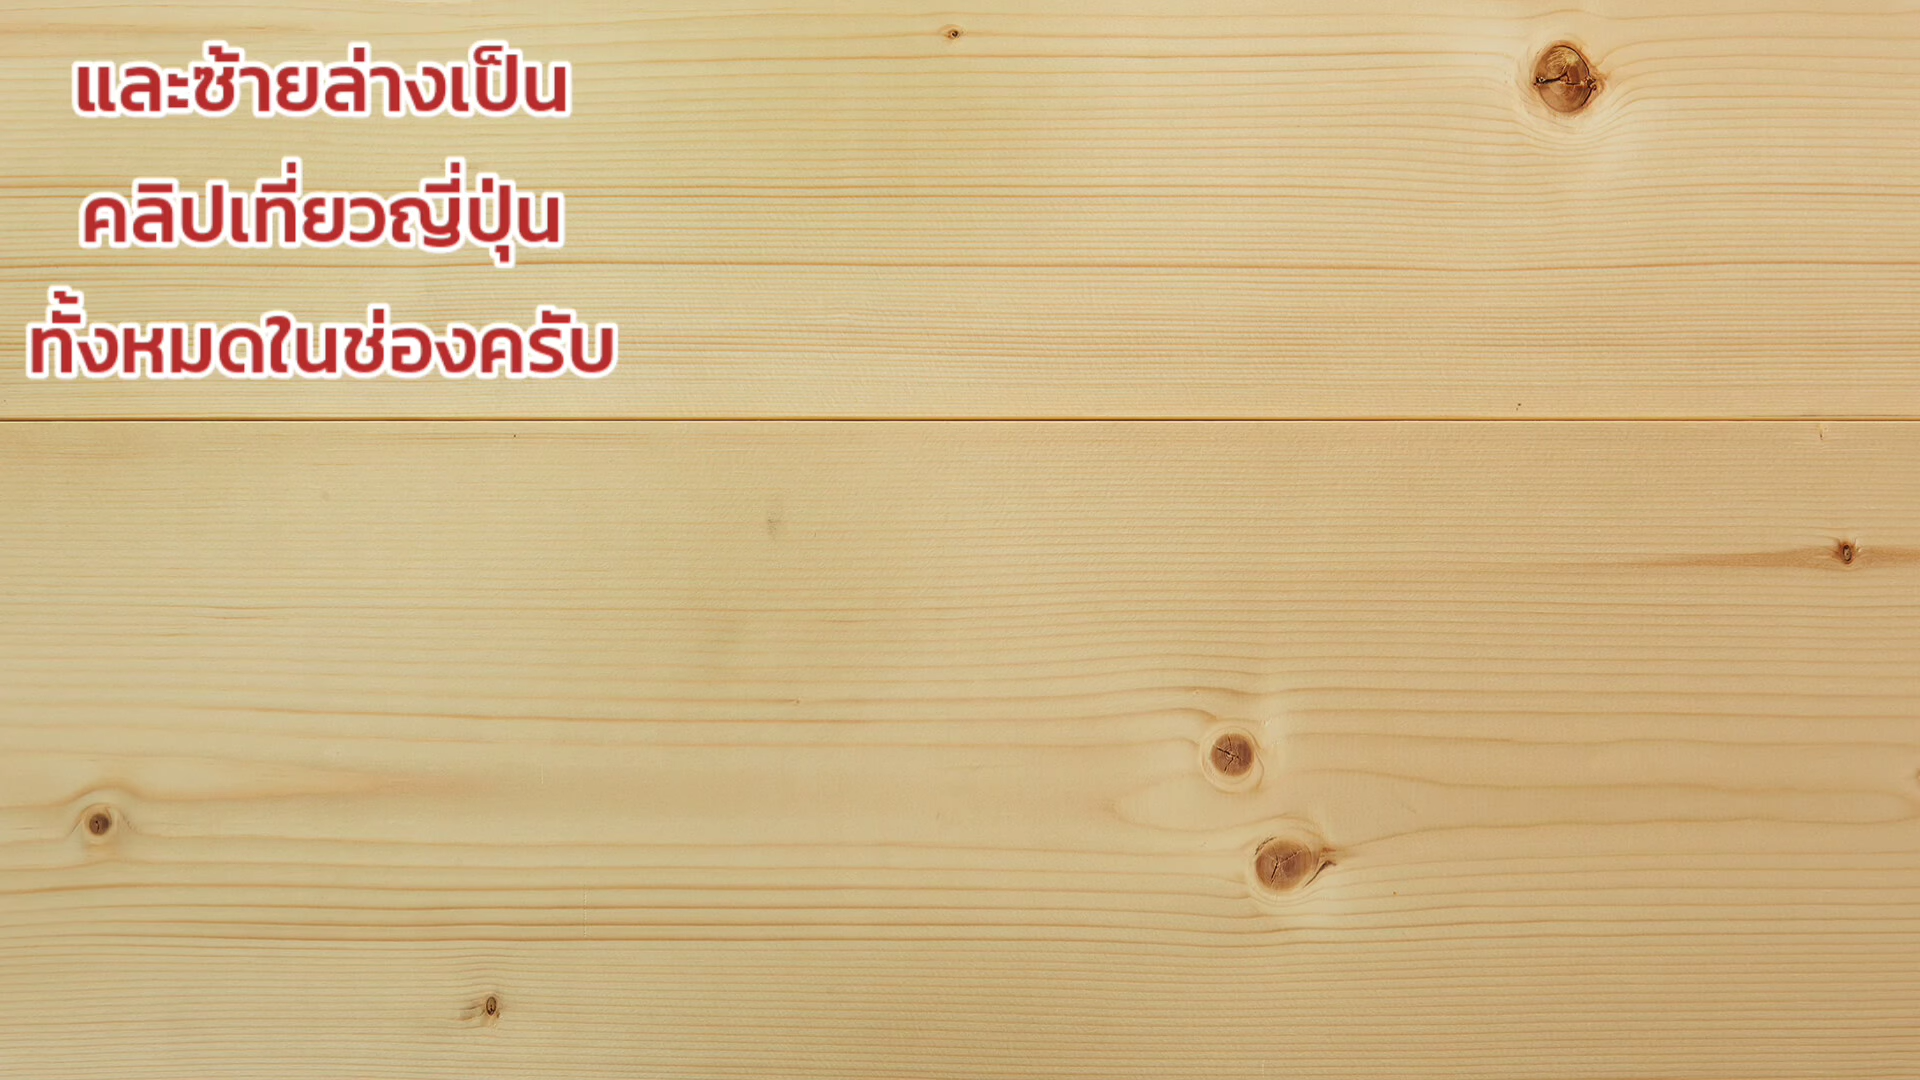 และซ้ายล่างเป็น
คลิปเที่ยวญี่ปุ่น
ทั้งหมดในช่องครับ